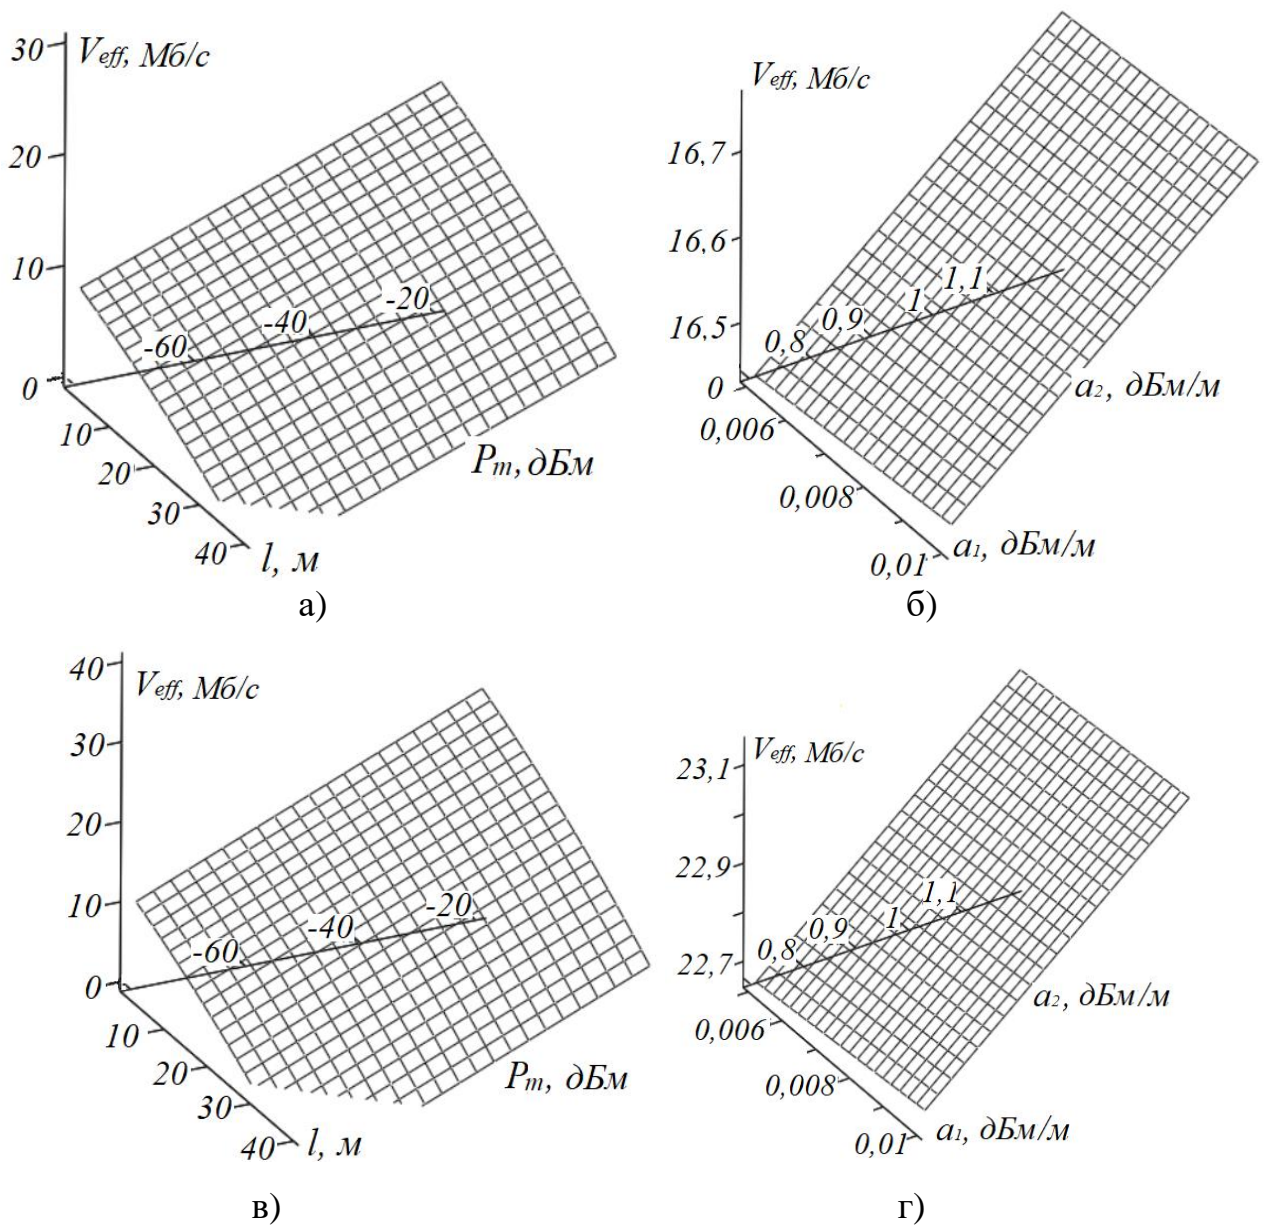 30
V_eff, Мб/с
20
10
0
-60
-40
-20
10
20
30
40
P_m, дБм
l, м
а)
V_eff, Мб/с
16,7
16,6
16,5
0
0,8
0,9
1
1,1
0,006
0,008
0,01
a₂, дБм/м
a₁, дБм/м
б)
40
V_eff, Мб/с
30
20
10
0
-60
-40
-20
10
20
30
40
P_m, дБм
l, м
в)
V_eff, Мб/с
23,1
22,9
22,7
0,8
0,9
1
1,1
0,006
0,008
0,01
a₂, дБм/м
a₁, дБм/м
г)